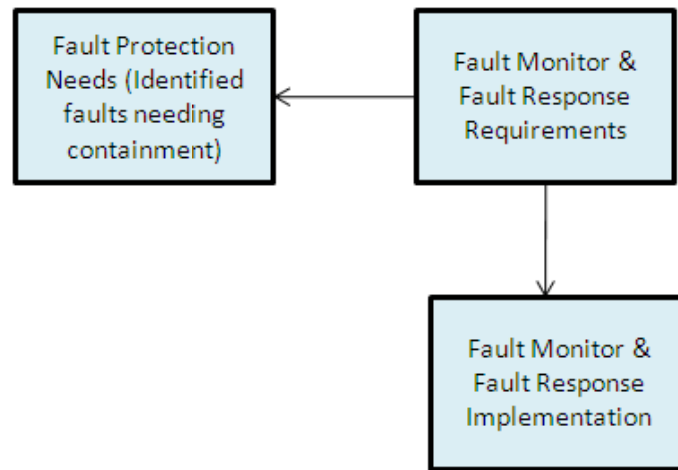 Fault Protection
Needs (Identified
faults needing
containment)
Fault Monitor &
Fault Response
Requirements
Fault Monitor &
Fault Response
Implementation